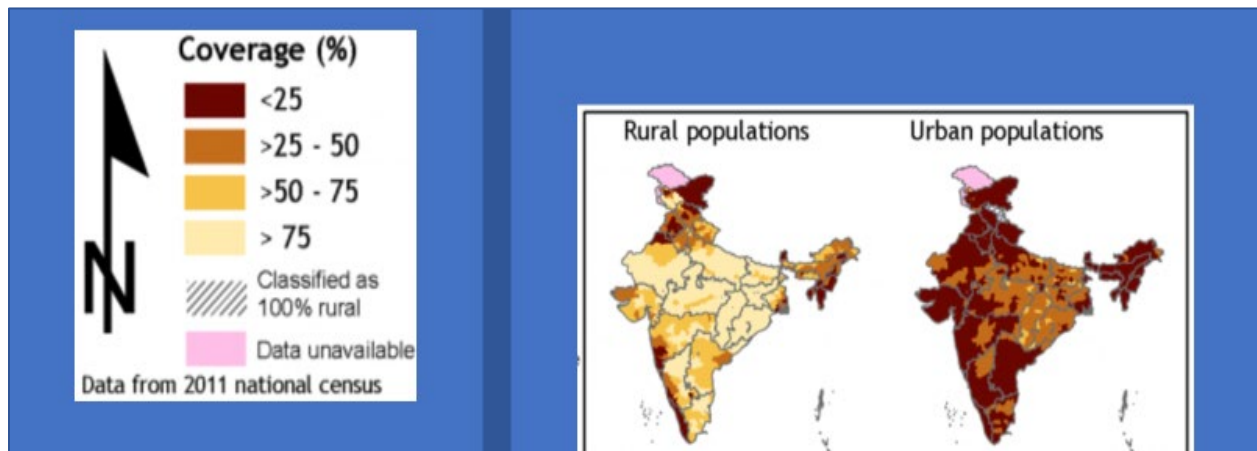 Coverage (%)
<25
>25 - 50
>50 - 75
> 75
Classified as
100% rural
Data unavailable
N
Data from 2011 national census
Rural populations
Urban populations